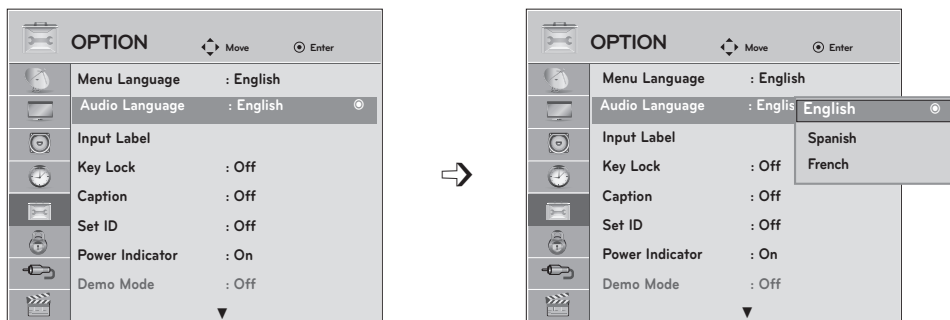 OPTION Move Enter
Menu Language : English
Audio Language : English
Input Label
Key Lock : Off
Caption : Off
Set ID : Off
Power Indicator : On
Demo Mode : Off
OPTION Move Enter
Menu Language : English
Audio Language : Englis
English
Input Label
Spanish
Key Lock : Off
French
Caption : Off
Set ID : Off
Power Indicator : On
Demo Mode : Off